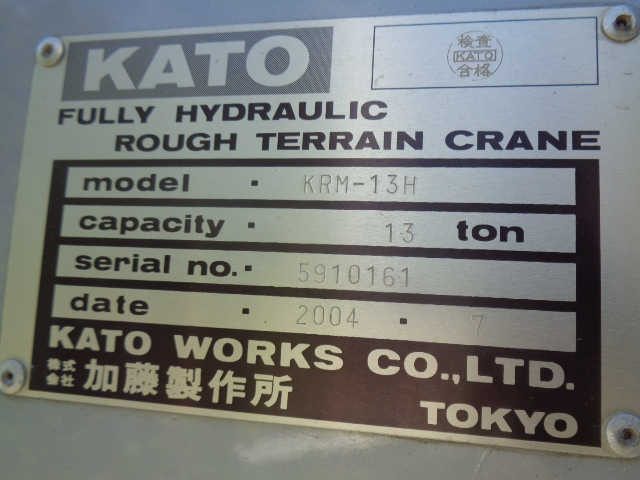 KATO
検査
KATO
合格
FULLY HYDRAULIC
ROUGH TERRAIN CRANE
model ・ KRM-13H
capacity・ 13 ton
serial no.・ 5910161
date ・ 2004 ・ 7
KATO WORKS CO.,LTD.
株式会社 加藤製作所
TOKYO